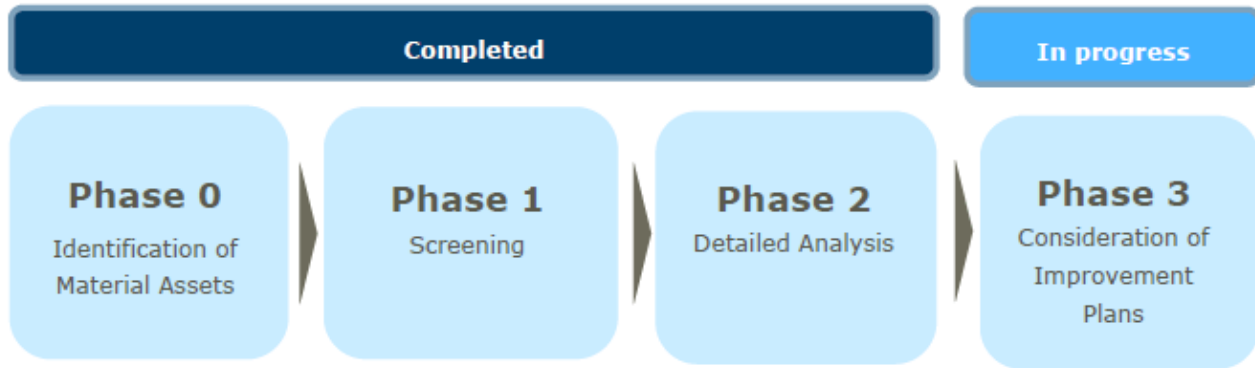 Completed
In progress
Phase 0
Identification of
Material Assets
Phase 1
Screening
Phase 2
Detailed Analysis
Phase 3
Consideration of
Improvement
Plans